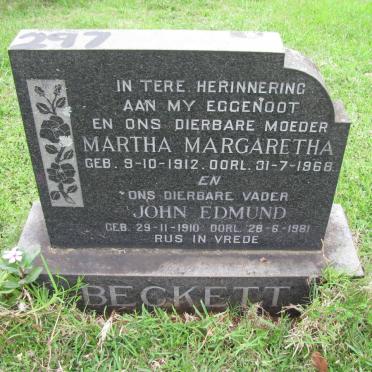 297
IN TERE HERINNERING
AAN MY EGGENOOT
EN ONS DIERBARE MOEDER
MARTHA MARGARETHA
GEB. 9-10-1912. OORL. 31-7-1968
EN
ONS DIERBARE VADER
JOHN EDMUND
GEB. 29-11-1910 OORL. 28-6-1981
RUS IN VREDE
BECKETT